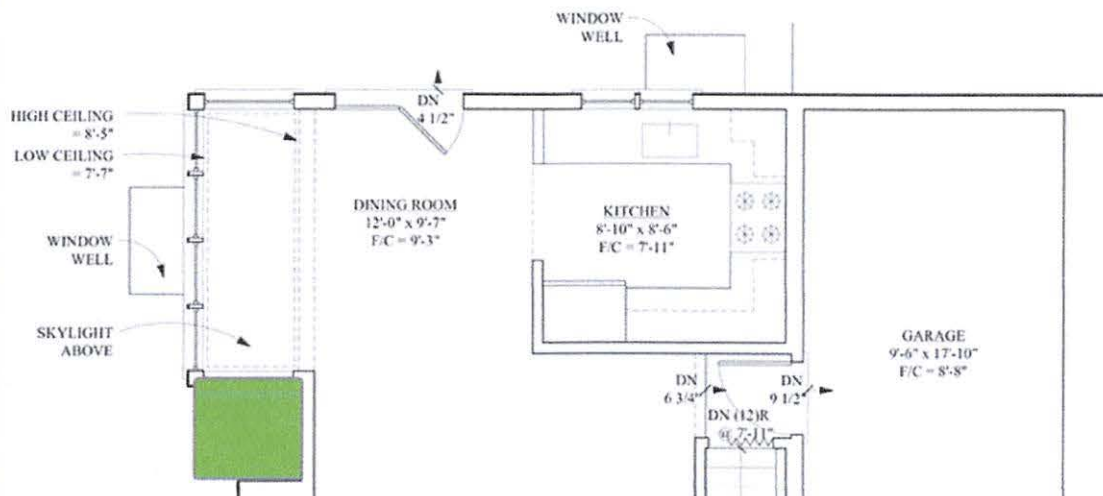 WINDOW
WELL
HIGH CEILING
= 8'-5"
LOW CEILING
= 7'-7"
DN
4 1/2"
DINING ROOM
12'-0" x 9'-7"
F/C = 9'-3"
KITCHEN
8'-10" x 8'-6"
F/C = 7'-11"
WINDOW
WELL
SKYLIGHT
ABOVE
GARAGE
9'-6" x 17'-10"
F/C = 8'-8"
DN
6 3/4"
DN
9 1/2"
DN (12)R
@ 7'-11"